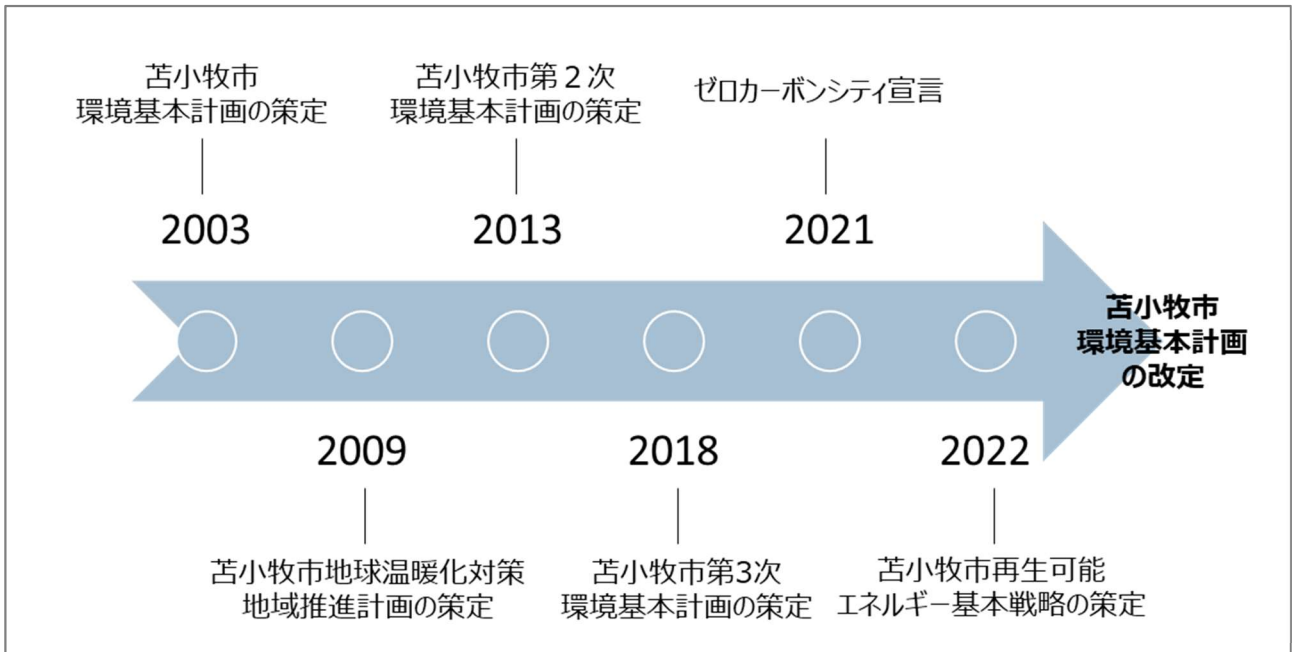 苫小牧市
環境基本計画の策定
苫小牧市第２次
環境基本計画の策定
ゼロカーボンシティ宣言
2003
2013
2021
苫小牧市
環境基本計画
の改定
2009
2018
2022
苫小牧市地球温暖化対策
地域推進計画の策定
苫小牧市第3次
環境基本計画の策定
苫小牧市再生可能
エネルギー基本戦略の策定